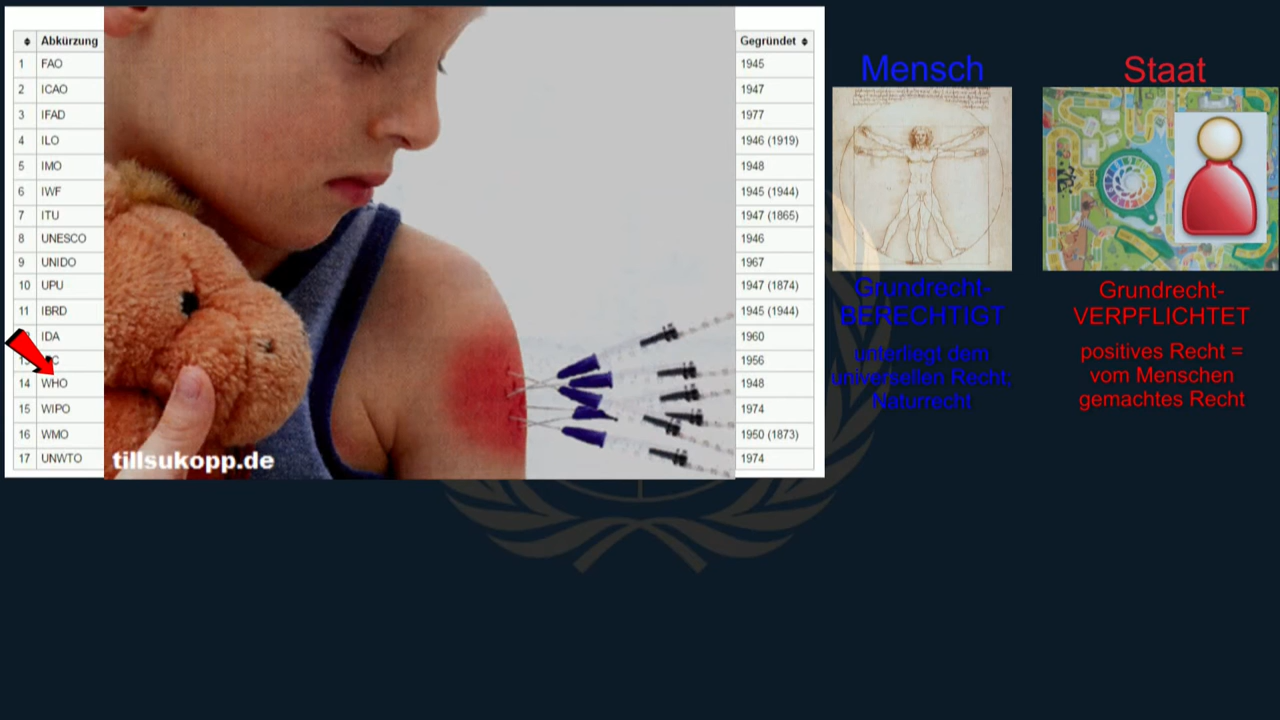 Abkürzung Gegründet
1 FAO 1945
2 ICAO 1947
3 IFAD 1977
4 ILO 1946 (1919)
5 IMO 1948
6 IWF 1945 (1944)
7 ITU 1947 (1865)
8 UNESCO 1946
9 UNIDO 1967
10 UPU 1947 (1874)
11 IBRD 1945 (1944)
IDA 1960
13 1956
14 WHO 1948
15 WIPO 1974
16 WMO 1950 (1873)
17 UNWTO 1974
tillsukopp.de
Mensch
Grundrecht-
BERECHTIGT
unterliegt dem
universellen Recht,
Naturrecht
Staat
Grundrecht-
VERPFLICHTET
positives Recht =
vom Menschen
gemachtes Recht